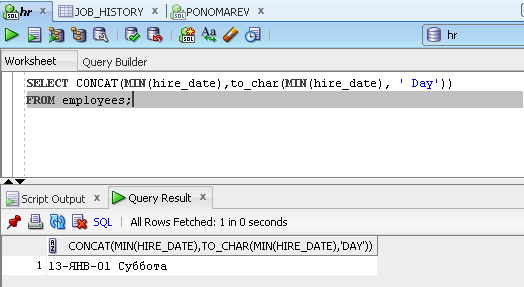 hr JOB_HISTORY PONOMAREV
SQL Aa hr
Worksheet Query Builder
SELECT CONCAT(MIN(hire_date),to_char(MIN(hire_date), ' Day'))
FROM employees;
Script Output x Query Result x
SQL | All Rows Fetched: 1 in 0 seconds
CONCAT(MIN(HIRE_DATE),TO_CHAR(MIN(HIRE_DATE),'DAY'))
1 13-ЯНВ-01 Суббота